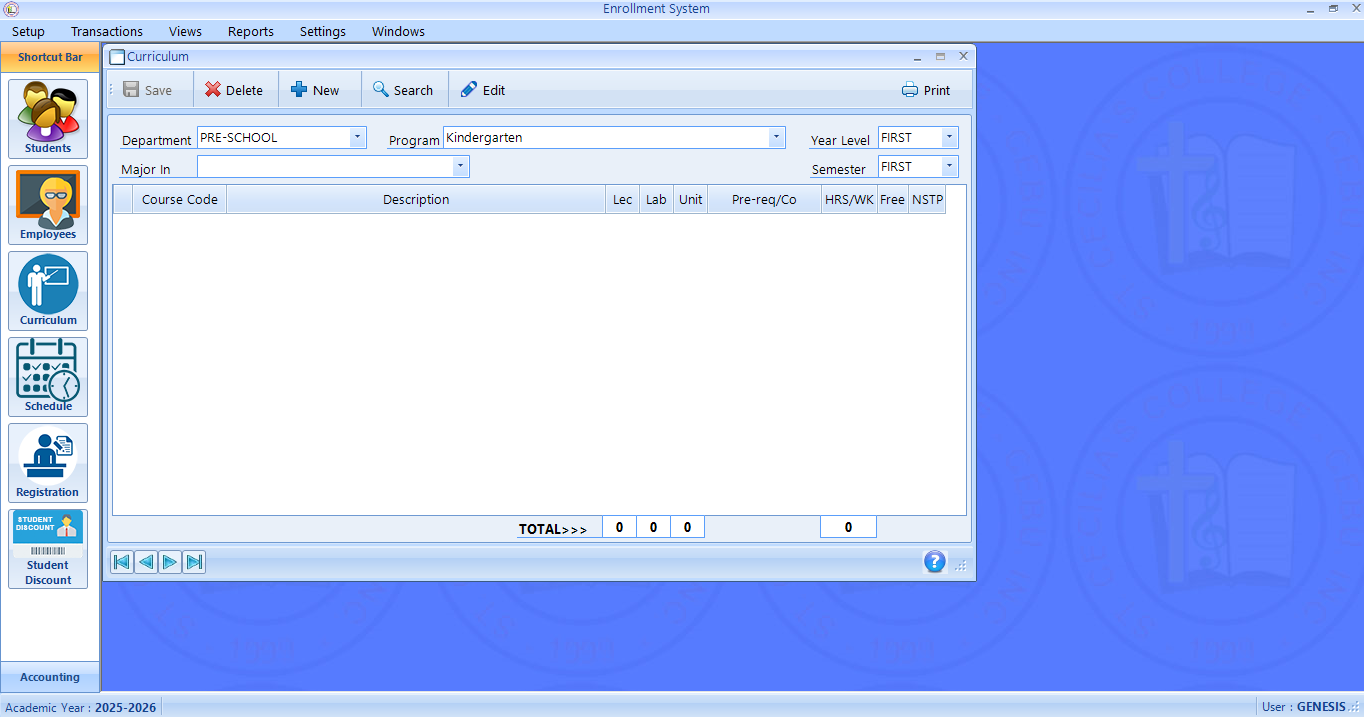 Enrollment System
Setup Transactions Views Reports Settings Windows
Shortcut Bar
Students
Employees
Curriculum
Schedule
Registration
STUDENT
DISCOUNT
Student
Discount
Accounting
Curriculum
Save Delete New Search Edit Print
Department PRE-SCHOOL Program Kindergarten Year Level FIRST
Major In Semester FIRST
Course Code Description Lec Lab Unit Pre-req/Co HRS/WK Free NSTP
TOTAL>>> 0 0 0 0
?
Academic Year : 2025-2026 User : GENESIS